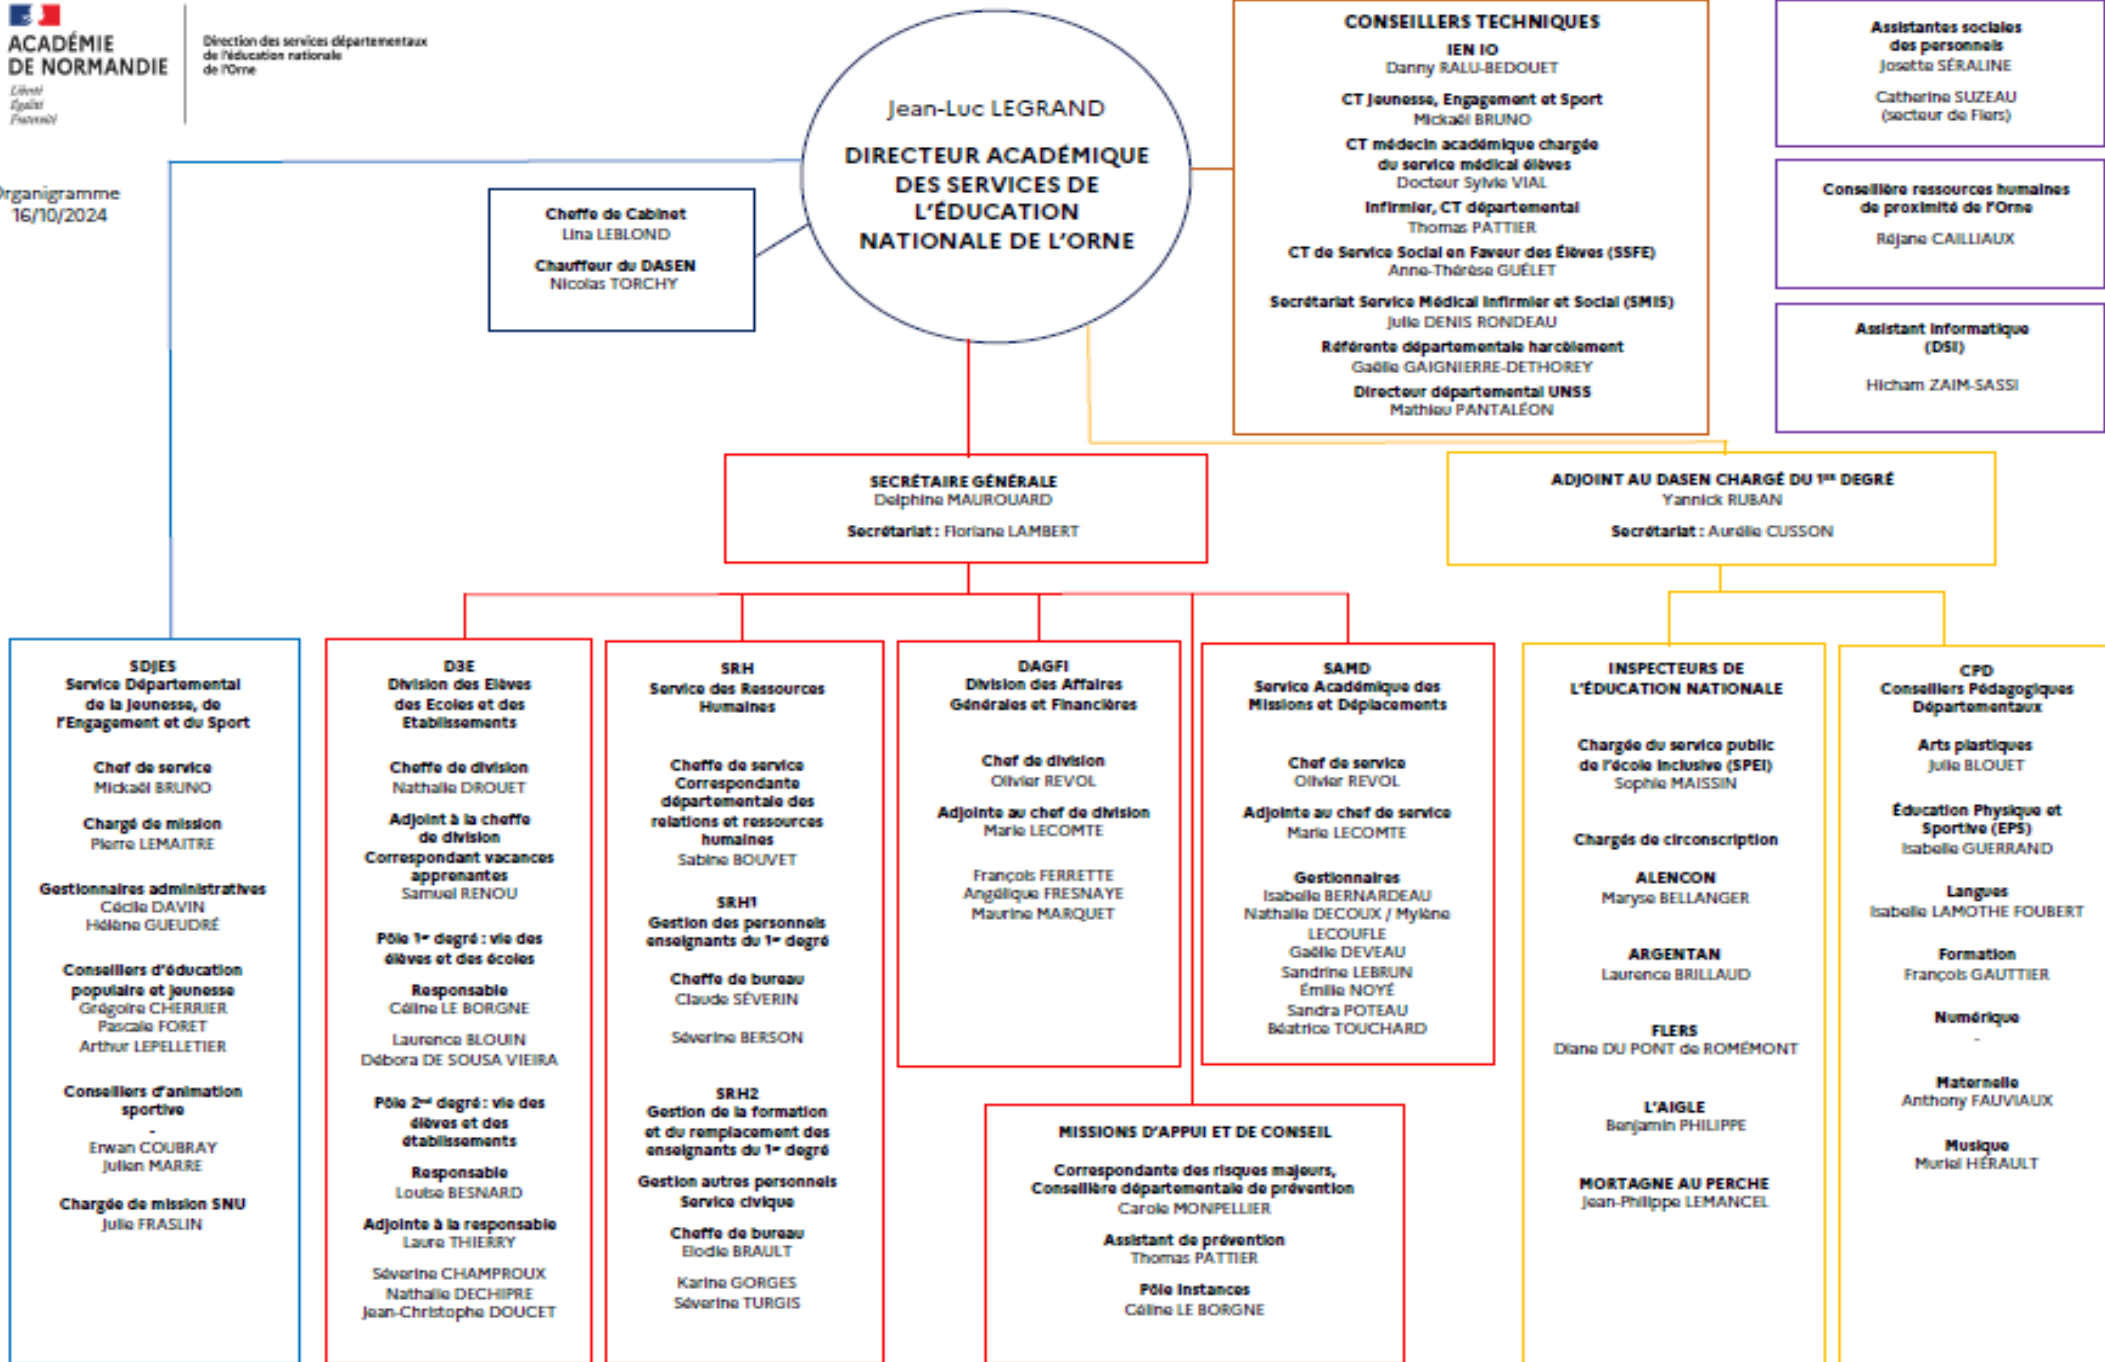 ACADÉMIE
DE NORMANDIE
Liberté
Égalité
Fraternité
Direction des services départementaux
de l'éducation nationale
de l'Orne
Organigramme
16/10/2024
Jean-Luc LEGRAND
DIRECTEUR ACADÉMIQUE
DES SERVICES DE
L'ÉDUCATION
NATIONALE DE L'ORNE
Cheffe de Cabinet
Lina LEBLOND
Chauffeur du DASEN
Nicolas TORCHY
CONSEILLERS TECHNIQUES
IEN IO
Danny RALU-BEDOUET
CT Jeunesse, Engagement et Sport
Mickaël BRUNO
CT médecin académique chargée
du service médical élèves
Docteur Sylvie VIAL
Infirmier, CT départemental
Thomas PATTIER
CT de Service Social en Faveur des Élèves (SSFE)
Anne-Thérèse GUÉLET
Secrétariat Service Médical Infirmier et Social (SMIS)
Julie DENIS RONDEAU
Référente départementale harcèlement
Gaëlle GAIGNIERRE-DETHOREY
Directeur départemental UNSS
Mathieu PANTALÉON
Assistantes sociales
des personnels
Josette SÉRALINE
Catherine SUZEAU
(secteur de Flers)
Conseillère ressources humaines
de proximité de l'Orne
Réjane CAILLIAUX
Assistant informatique
(DSI)
Hicham ZAIM-SASSI
SECRÉTAIRE GÉNÉRALE
Delphine MAUROUARD
Secrétariat : Floriane LAMBERT
ADJOINT AU DASEN CHARGÉ DU 1er DEGRÉ
Yannick RUBAN
Secrétariat : Aurélie CUSSON
SDJES
Service Départemental
de la Jeunesse, de
l'Engagement et du Sport
Chef de service
Mickaël BRUNO
Chargé de mission
Pierre LEMAITRE
Gestionnaires administratives
Cécile DAVIN
Hélène GUEUDRÉ
Conseillers d'éducation
populaire et jeunesse
Grégoire CHERRIER
Pascale FORET
Arthur LEPELLETIER
Conseillers d'animation
sportive
-
Erwan COUBRAY
Julien MARRE
Chargée de mission SNU
Julie FRASLIN
D3E
Division des Elèves
des Ecoles et des
Etablissements
Cheffe de division
Nathalie DROUET
Adjoint à la cheffe
de division
Correspondant vacances
apprenantes
Samuel RENOU
Pôle 1er degré : vie des
élèves et des écoles
Responsable
Céline LE BORGNE
Laurence BLOUIN
Débora DE SOUSA VIEIRA
Pôle 2nd degré : vie des
élèves et des
établissements
Responsable
Louise BESNARD
Adjointe à la responsable
Laure THIERRY
Séverine CHAMPROUX
Nathalie DECHIPRE
Jean-Christophe DOUCET
SRH
Service des Ressources
Humaines
Cheffe de service
Correspondante
départementale des
relations et ressources
humaines
Sabine BOUVET
SRH1
Gestion des personnels
enseignants du 1er degré
Cheffe de bureau
Claude SÉVERIN
Séverine BERSON
SRH2
Gestion de la formation
et du remplacement des
enseignants du 1er degré
Gestion autres personnels
Service civique
Cheffe de bureau
Elodie BRAULT
Karine GORGES
Séverine TURGIS
DAGFI
Division des Affaires
Générales et Financières
Chef de division
Olivier REVOL
Adjointe au chef de division
Marie LECOMTE
François FERRETTE
Angélique FRESNAYE
Maurine MARQUET
SAMD
Service Académique des
Missions et Déplacements
Chef de service
Olivier REVOL
Adjointe au chef de service
Marie LECOMTE
Gestionnaires
Isabelle BERNARDEAU
Nathalie DECOUX / Mylène
LECOUFLE
Gaëlle DEVEAU
Sandrine LEBRUN
Émilie NOYÉ
Sandra POTEAU
Béatrice TOUCHARD
MISSIONS D'APPUI ET DE CONSEIL
Correspondante des risques majeurs,
Conseillère départementale de prévention
Carole MONPELLIER
Assistant de prévention
Thomas PATTIER
Pôle instances
Céline LE BORGNE
INSPECTEURS DE
L'ÉDUCATION NATIONALE
Chargée du service public
de l'école inclusive (SPEI)
Sophie MAISSIN
Chargés de circonscription
ALENCON
Maryse BELLANGER
ARGENTAN
Laurence BRILLAUD
FLERS
Diane DU PONT de ROMÉMONT
L'AIGLE
Benjamin PHILIPPE
MORTAGNE AU PERCHE
Jean-Philippe LEMANCEL
CPD
Conseillers Pédagogiques
Départementaux
Arts plastiques
Julie BLOUET
Éducation Physique et
Sportive (EPS)
Isabelle GUERRAND
Langues
Isabelle LAMOTHE FOUBERT
Formation
François GAUTTIER
Numérique
-
Maternelle
Anthony FAUVIAUX
Musique
Muriel HÉRAULT